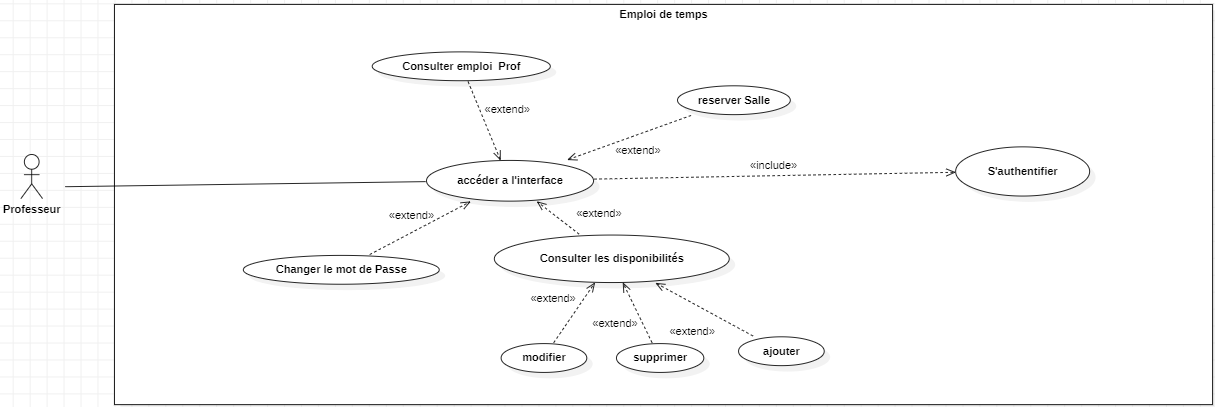 Emploi de temps
Consulter emploi  Prof
reserver Salle
«extend»
«extend»
«include»
S'authentifier
accéder a l'interface
Professeur
«extend»
«extend»
Consulter les disponibilités
Changer le mot de Passe
«extend»
«extend»
«extend»
modifier
supprimer
ajouter